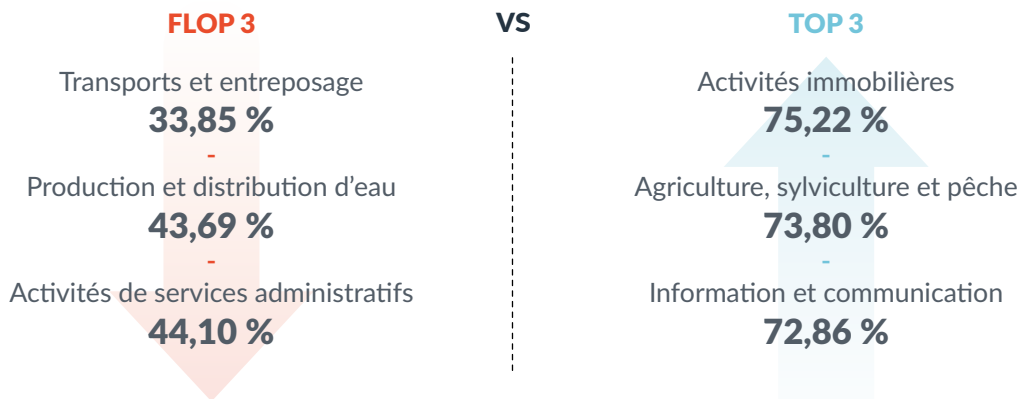 FLOP 3
Transports et entreposage
33,85 %
-
Production et distribution d’eau
43,69 %
-
Activités de services administratifs
44,10 %
VS
TOP 3
Activités immobilières
75,22 %
-
Agriculture, sylviculture et pêche
73,80 %
-
Information et communication
72,86 %